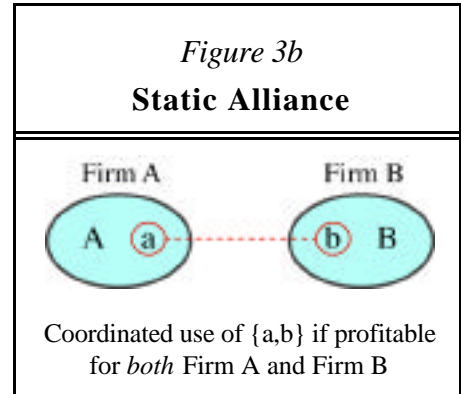 Figure 3b
Static Alliance
Firm A Firm B
A a b B
Coordinated use of {a,b} if profitable
for both Firm A and Firm B